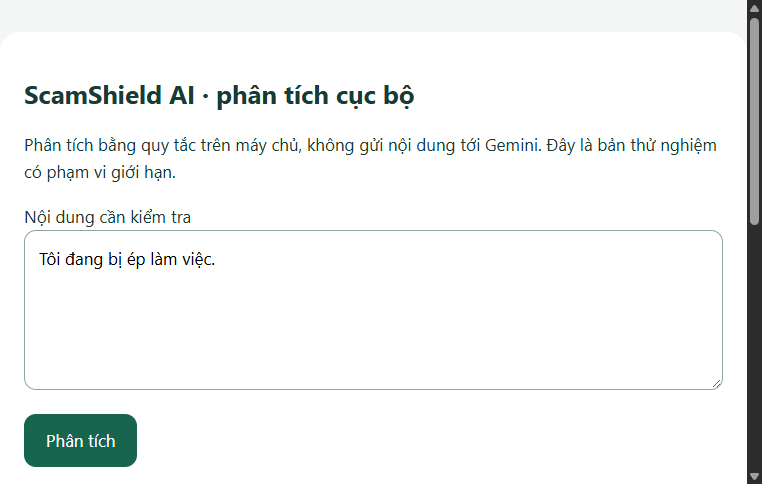 ScamShield AI · phân tích cục bộ
Phân tích bằng quy tắc trên máy chủ, không gửi nội dung tới Gemini. Đây là bản thử nghiệm
có phạm vi giới hạn.
Nội dung cần kiểm tra
Tôi đang bị ép làm việc.
Phân tích